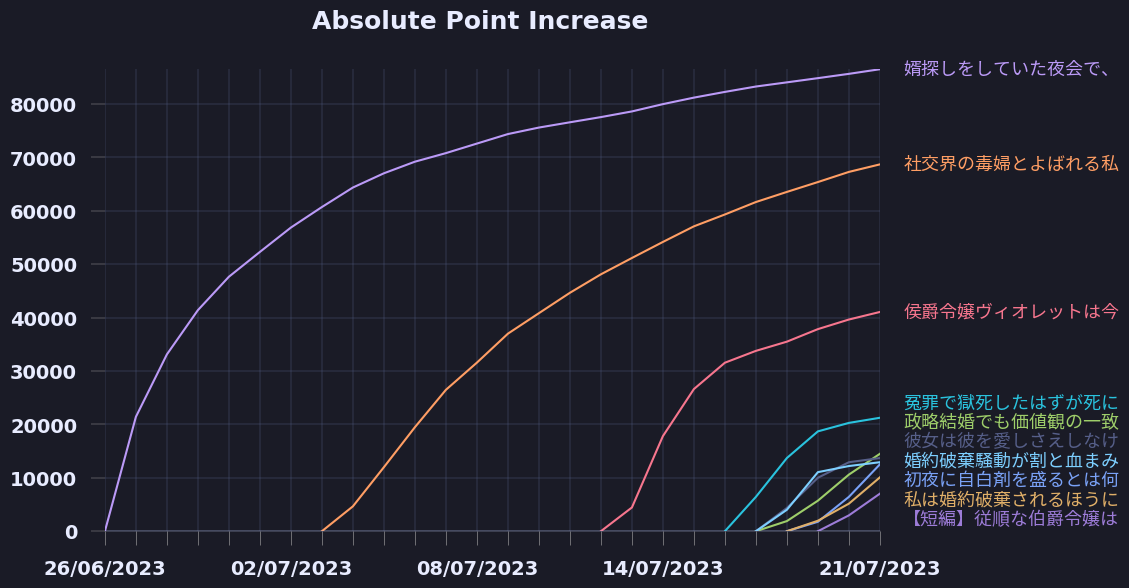 Absolute Point Increase
婿探しをしていた夜会で、
80000
70000
社交界の毒婦とよばれる私
60000
50000
40000
侯爵令嬢ヴィオレットは今
30000
冤罪で獄死したはずが死に
20000
政略結婚でも価値観の一致
彼女は彼を愛しさえしなけ
婚約破棄騒動が割と血まみ
10000
初夜に自白剤を盛るとは何
私は婚約破棄されるほうに
【短編】従順な伯爵令嬢は
0
26/06/2023 02/07/2023 08/07/2023 14/07/2023 21/07/2023